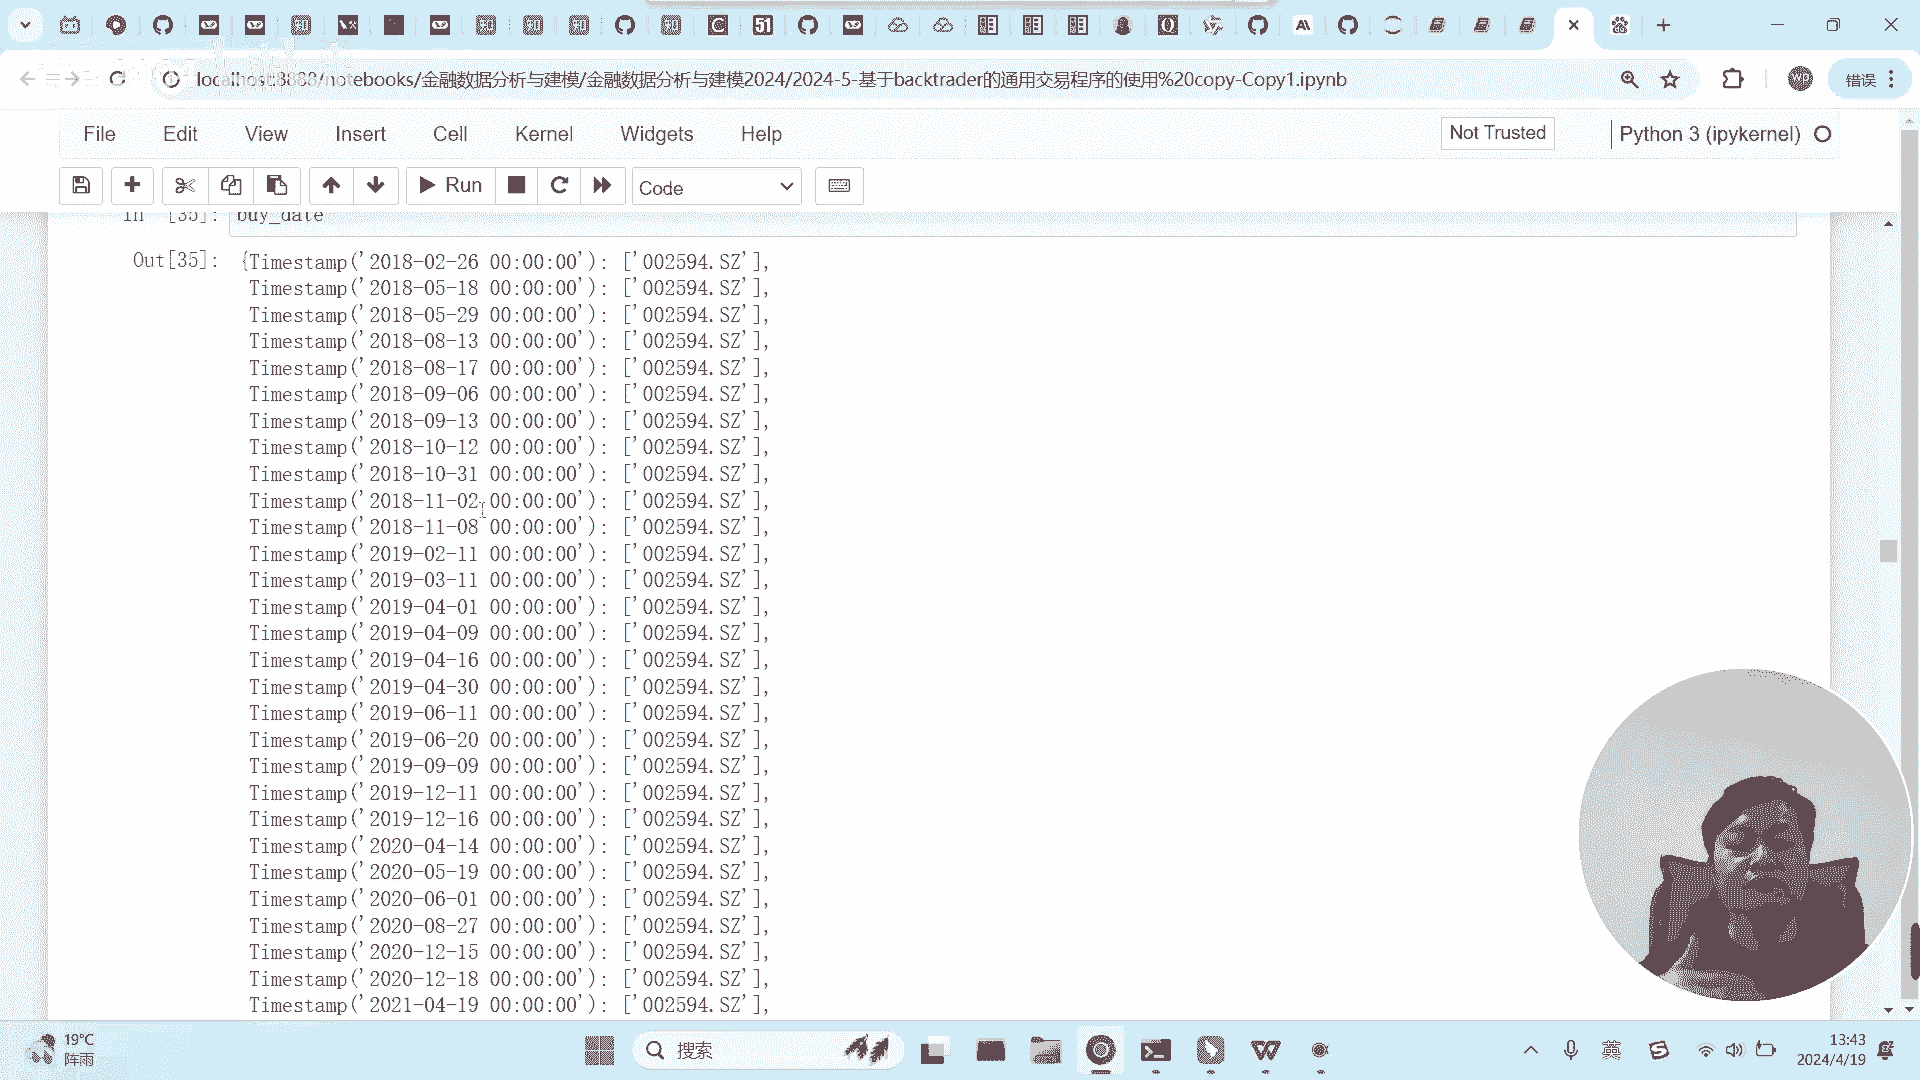 localhost:8888/notebooks/金融数据分析与建模/金融数据分析与建模2024/2024-5-基于backtrader的通用交易程序的使用%20copy-Copy1.ipynb
错误
File Edit View Insert Cell Kernel Widgets Help
Not Trusted
Python 3 (ipykernel)
Run
Code
In [35]: buy_date
Out[35]: {Timestamp('2018-02-26 00:00:00'): ['002594.SZ'],
Timestamp('2018-05-18 00:00:00'): ['002594.SZ'],
Timestamp('2018-05-29 00:00:00'): ['002594.SZ'],
Timestamp('2018-08-13 00:00:00'): ['002594.SZ'],
Timestamp('2018-08-17 00:00:00'): ['002594.SZ'],
Timestamp('2018-09-06 00:00:00'): ['002594.SZ'],
Timestamp('2018-09-13 00:00:00'): ['002594.SZ'],
Timestamp('2018-10-12 00:00:00'): ['002594.SZ'],
Timestamp('2018-10-31 00:00:00'): ['002594.SZ'],
Timestamp('2018-11-02 00:00:00'): ['002594.SZ'],
Timestamp('2018-11-08 00:00:00'): ['002594.SZ'],
Timestamp('2019-02-11 00:00:00'): ['002594.SZ'],
Timestamp('2019-03-11 00:00:00'): ['002594.SZ'],
Timestamp('2019-04-01 00:00:00'): ['002594.SZ'],
Timestamp('2019-04-09 00:00:00'): ['002594.SZ'],
Timestamp('2019-04-16 00:00:00'): ['002594.SZ'],
Timestamp('2019-04-30 00:00:00'): ['002594.SZ'],
Timestamp('2019-06-11 00:00:00'): ['002594.SZ'],
Timestamp('2019-06-20 00:00:00'): ['002594.SZ'],
Timestamp('2019-09-09 00:00:00'): ['002594.SZ'],
Timestamp('2019-12-11 00:00:00'): ['002594.SZ'],
Timestamp('2019-12-16 00:00:00'): ['002594.SZ'],
Timestamp('2020-04-14 00:00:00'): ['002594.SZ'],
Timestamp('2020-05-19 00:00:00'): ['002594.SZ'],
Timestamp('2020-06-01 00:00:00'): ['002594.SZ'],
Timestamp('2020-08-27 00:00:00'): ['002594.SZ'],
Timestamp('2020-12-15 00:00:00'): ['002594.SZ'],
Timestamp('2020-12-18 00:00:00'): ['002594.SZ'],
Timestamp('2021-04-19 00:00:00'): ['002594.SZ'],
19°C
阵雨
搜索
英
13:43
2024/4/19